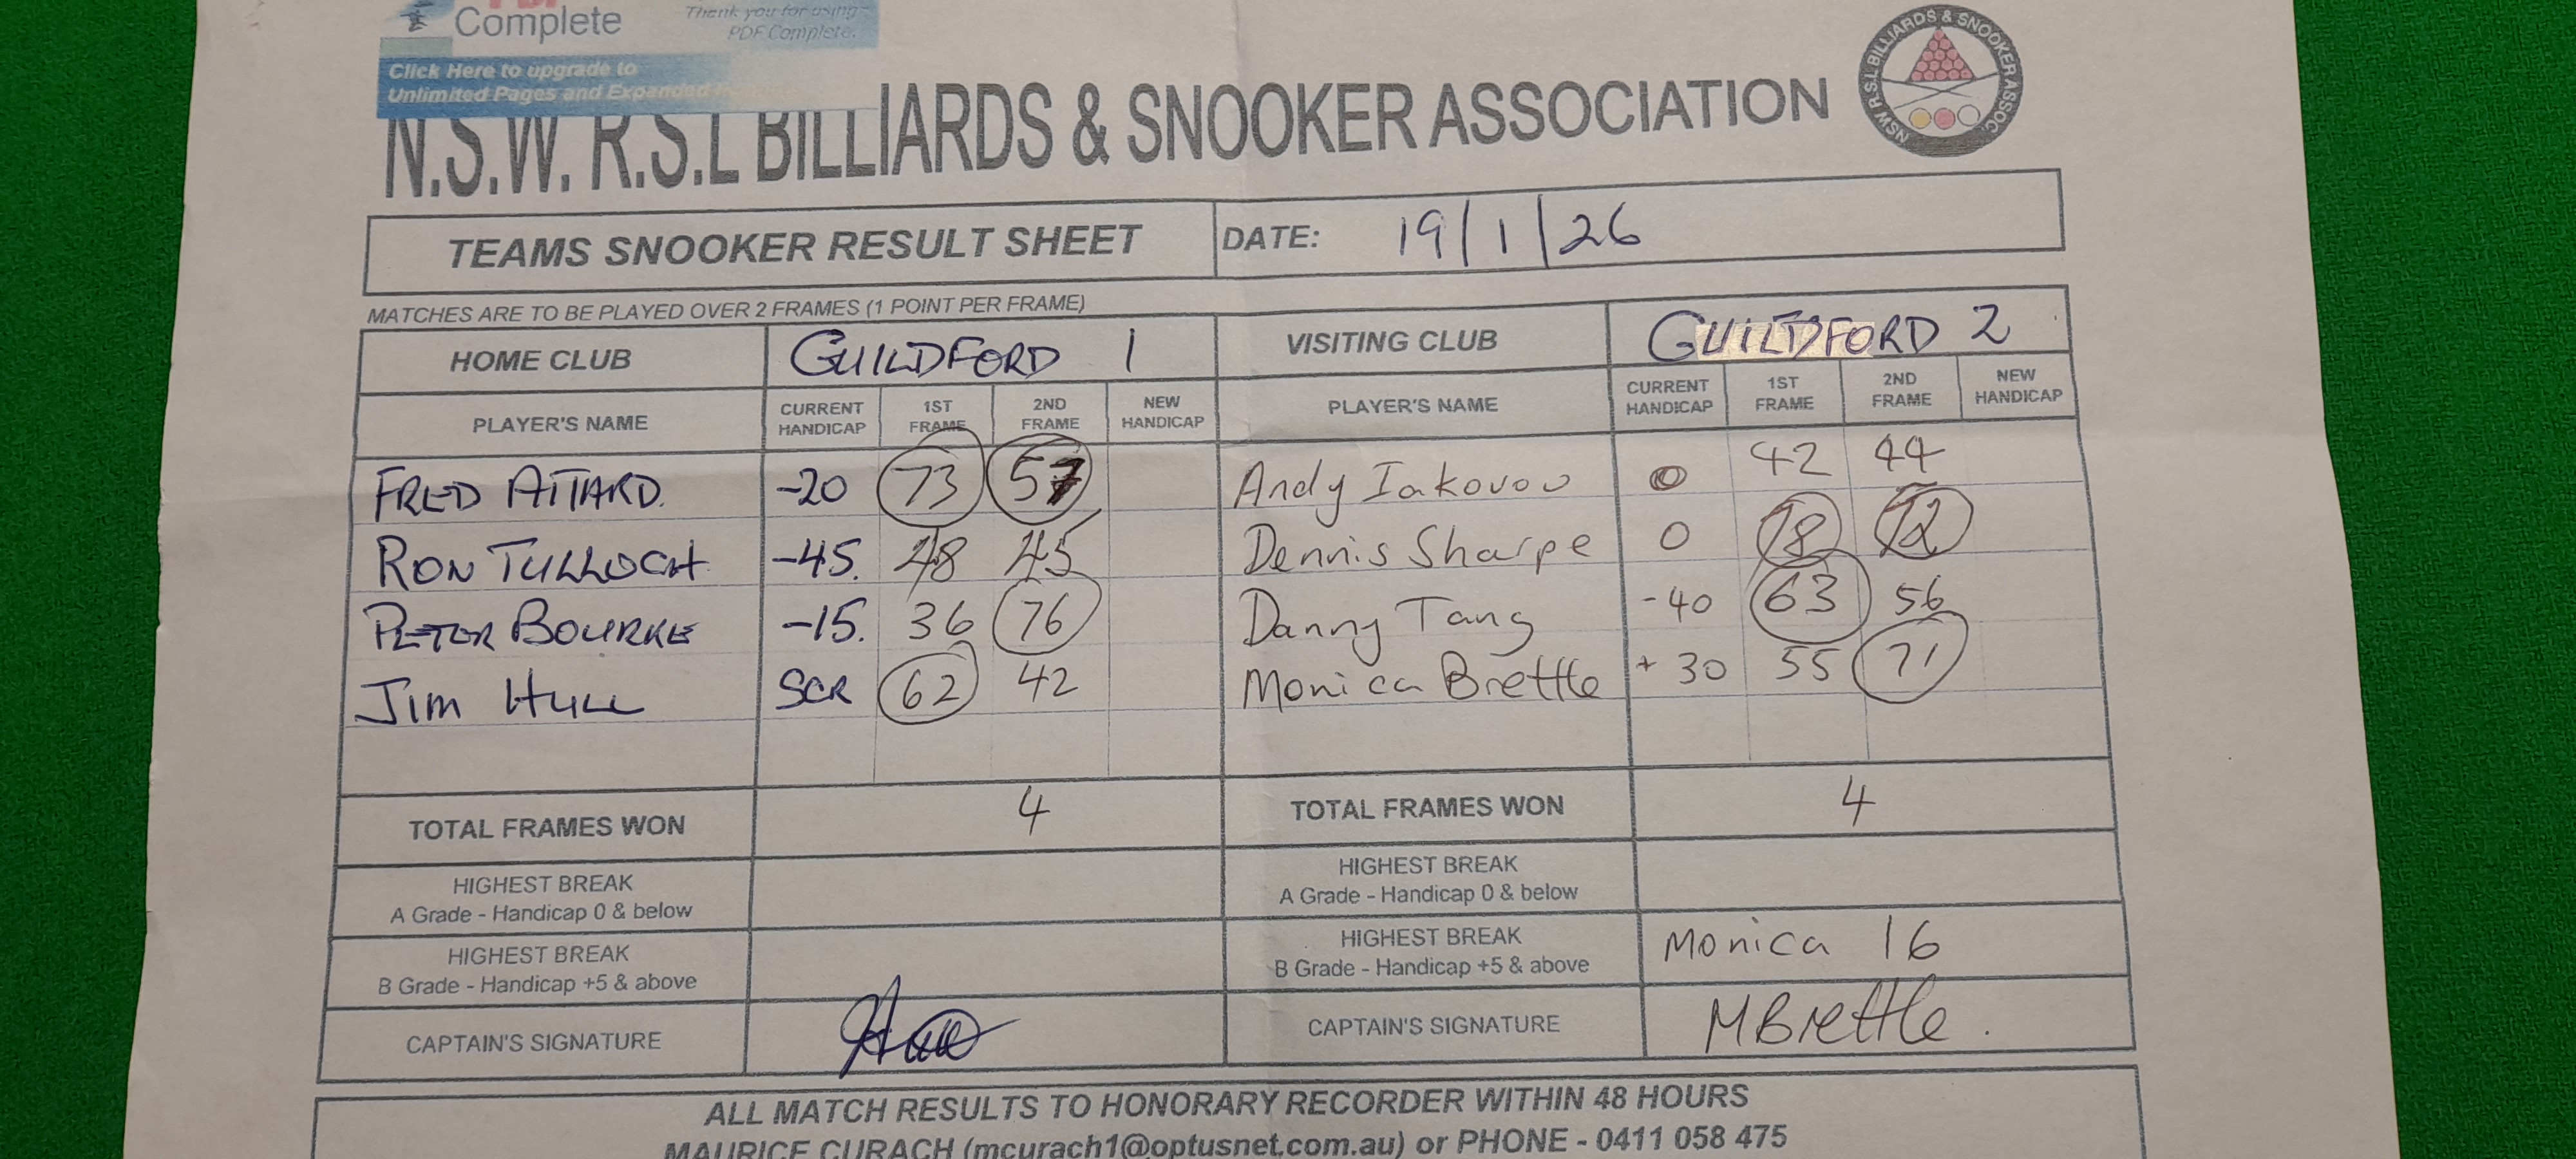 PDF
Complete
Thank you for using
PDF Complete.
Click Here to upgrade to
Unlimited Pages and Expanded
N.S.W. R.S.L BILLIARDS & SNOOKER ASSOCIATION
NSW R.S.L BILLIARDS & SNOOKER ASSOC.
TEAMS SNOOKER RESULT SHEET DATE: 19/1/26
MATCHES ARE TO BE PLAYED OVER 2 FRAMES (1 POINT PER FRAME)
HOME CLUB GUILDFORD 1 VISITING CLUB GUILDFORD 2
PLAYER'S NAME CURRENT HANDICAP 1ST FRAME 2ND FRAME NEW HANDICAP PLAYER'S NAME CURRENT HANDICAP 1ST FRAME 2ND FRAME NEW HANDICAP
FRED ATTARD. -20 73 57 Andy Iakovou 0 42 44
RON TULLOCH -45. 48 45 Dennis Sharpe 0 78 72
PETER BOURKE -15. 36 76 Danny Tang -40 63 56
JIM HULL SCR 62 42 Monica Brettle +30 55 71
TOTAL FRAMES WON 4 TOTAL FRAMES WON 4
HIGHEST BREAK A Grade - Handicap 0 & below HIGHEST BREAK A Grade - Handicap 0 & below
HIGHEST BREAK B Grade - Handicap +5 & above HIGHEST BREAK B Grade - Handicap +5 & above Monica 16
CAPTAIN'S SIGNATURE CAPTAIN'S SIGNATURE MBrettle.
ALL MATCH RESULTS TO HONORARY RECORDER WITHIN 48 HOURS
MAURICE CURACH (mcurach1@optusnet.com.au) or PHONE - 0411 058 475